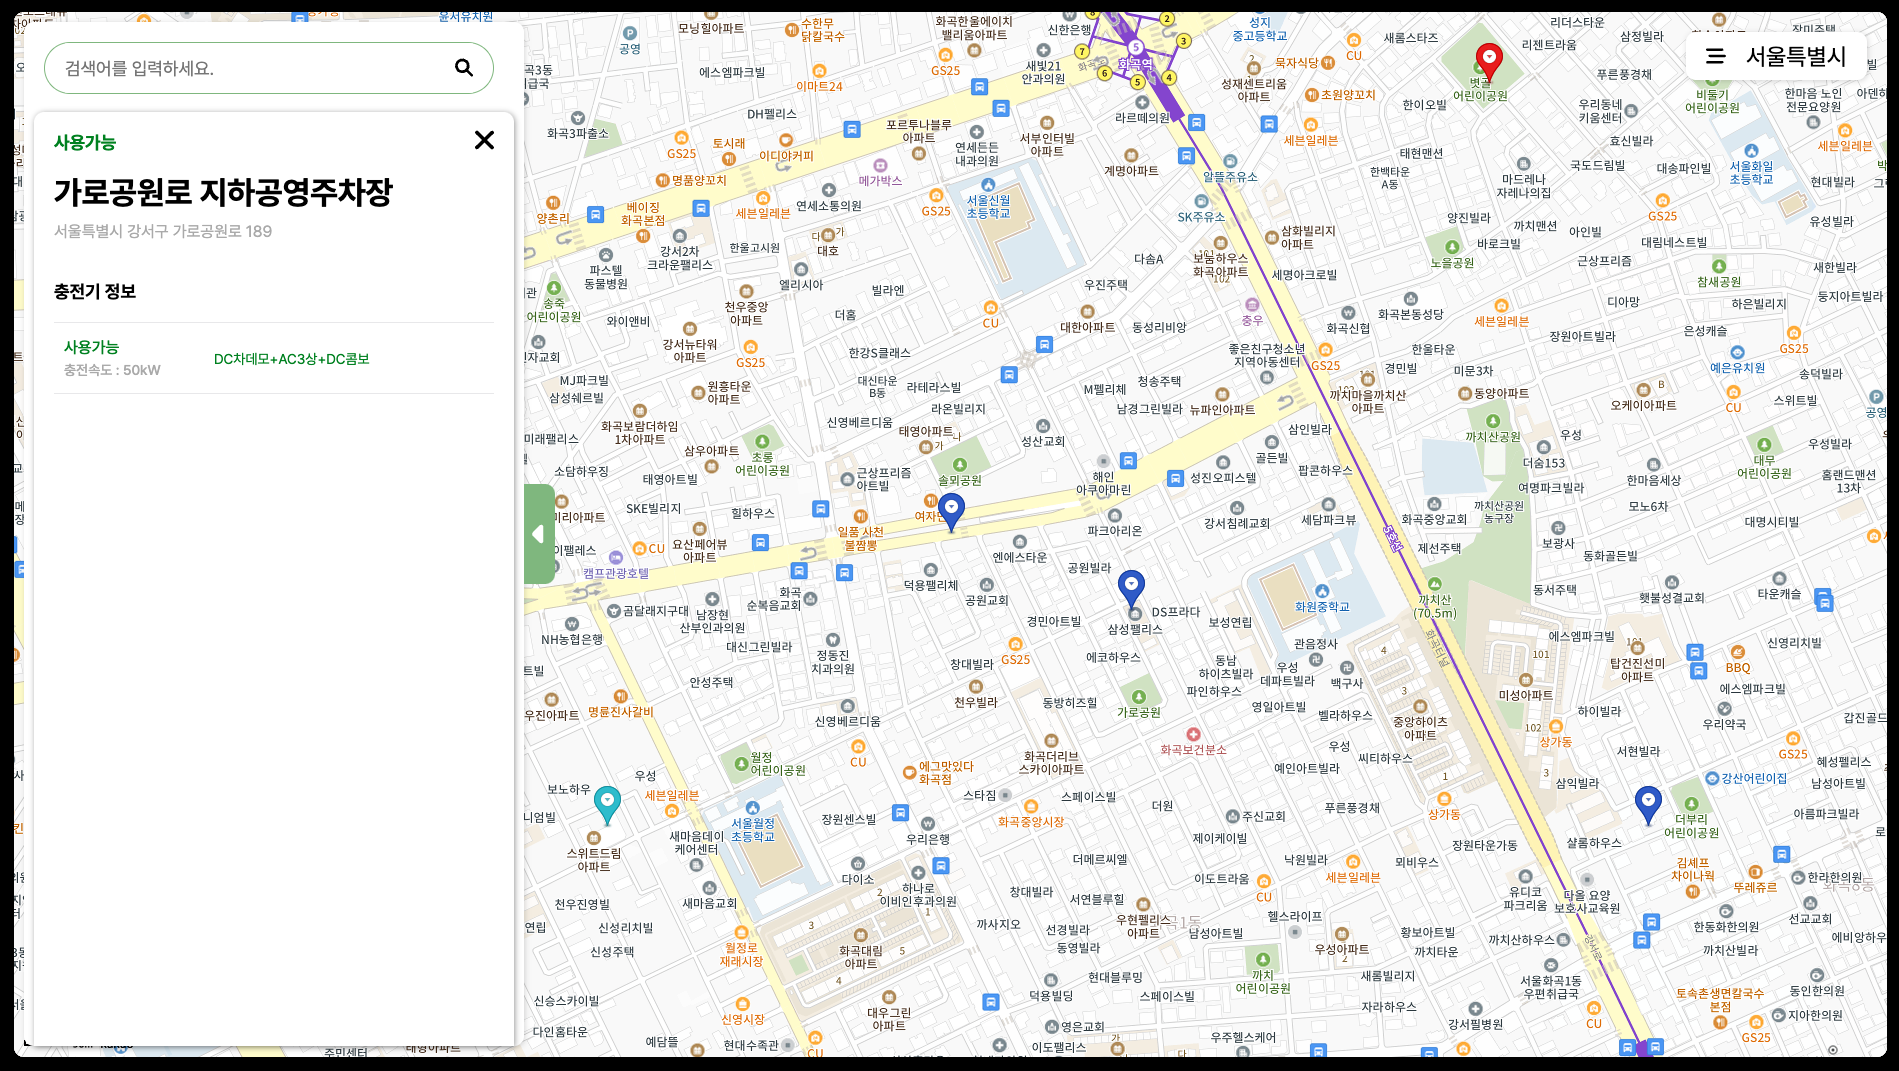 검색어를 입력하세요.
사용가능
가로공원로 지하공영주차장
서울특별시 강서구 가로공원로 189
충전기 정보
사용가능
충전속도 : 50kW
DC차데모+AC3상+DC콤보
서울특별시
윤서유치원
공영
모닝힐아파트
수한무
닭칼국수
화곡한울에이치
밸리움아파트
신한은행
성지
중고등학교
새롬스타즈
리더스타운
삼정빌라
리젠트라움
에스엠파크빌
이마트24
GS25
새빛21
안과의원
화곡역
묵자식당
CU
성재센트리움
아파트
초원양꼬치
벚꽃
어린이공원
한이오빌
푸른풍경채
비둘기
어린이공원
한마음 노인
전문요양원
우리동네
키움센터
효신빌라
화곡3파출소
DH펠리스
포르투나블루
아파트
연세든든
내과의원
서부인터빌
아파트
라르떼의원
세븐일레븐
GS25
토시래
이디야커피
명품양꼬치
메가박스
계명아파트
알뜰주유소
태현맨션
한백타운
A동
마드레나
자레나의집
국도드림빌
대송파인빌
서울화일
초등학교
세븐일레븐
현대빌라
양촌리
베이징
화곡본점
세븐일레븐
연세소통의원
GS25
서울신월
초등학교
SK주유소
양진빌라
GS25
유성빌라
강서2차
크라운팰리스
한울고시원
대호
다솜A
보둠하우스
화곡아파트
삼화빌리지
아파트
까치맨션
바로크빌
아인빌
대림네스트빌
노을공원
근상프리즘
참새공원
새한빌라
파스텔
동물병원
엘리시아
빌라엔
우진주택
세명아크로빌
송죽
어린이공원
천우중앙
아파트
와이앤비
더홈
CU
대한아파트
동성리비앙
충우
화곡신협
화곡본동성당
세븐일레븐
디아망
하은빌리지
둥지아트빌라
강서뉴타워
아파트
GS25
한강S클래스
좋은친구청소년
지역아동센터
GS25
한울타운
장원아트빌라
은성캐슬
GS25
MJ파크빌
삼성쉐르빌
원흥타운
아파트
대신타운
B동
라테라스빌
M펠리체
청송주택
경민빌
미문3차
예은유치원
송덕빌라
화곡보람더하임
1차아파트
신영베르디움
라온빌리지
남경그린빌라
뉴파인아파트
까치마을까치산
아파트
동양아파트
오케이아파트
CU
스위트빌
미래팰리스
삼우아파트
초롱
어린이공원
태영아파트
성산교회
삼인빌라
까치산공원
우성
우성빌라
소담하우징
태영아트빌
근상프리즘
아트빌
솔뫼공원
해인
아쿠아마린
성진오피스텔
골든빌
팝콘하우스
더숨153
여명파크빌라
한마음세상
대무
어린이공원
홈랜드맨션
13차
SKE빌리지
힐하우스
일품 사천
불짬뽕
파크아리온
강서침례교회
세담파크뷰
화곡중앙교회
까치산공원
농구장
모노6차
대명시티빌
CU
요산페어뷰
아파트
캠프관광호텔
엔에스타운
5호선
제선주택
보광사
동화골든빌
덕용팰리체
공원교회
공원빌라
화원중학교
까치산
(70.5m)
동서주택
횃불성결교회
타운캐슬
곰달래지구대
NH농협은행
남장현
산부인과의원
화곡
순복음교회
경민아트빌
DS프라다
삼성팰리스
보성연립
에스엠파크빌
신영리치빌
대신그린빌라
정동진
치과의원
창대빌라
GS25
에코하우스
동남
하이츠빌라
관음정사
우성
데파트빌라
백구사
화곡터널
탑건진선미
아파트
BBQ
에스엠파크빌
안성주택
천우빌라
동방히즈힐
파인하우스
영일아트빌
벨라하우스
가로공원
미성아파트
하이빌라
우리약국
명륜진사갈비
신영베르디움
CU
화곡더리브
스카이아파트
화곡보건분소
중앙하이츠
아파트
상가동
서현빌라
GS25
월정
어린이공원
에그맛있다
화곡점
우성
씨티하우스
예인아트빌라
삼익빌라
강산어린이집
혜성팰리스
남성아트빌
보노하우
우성
세븐일레븐
스타짐
스페이스빌
더원
푸른풍경채
상가동
더부리
어린이공원
아름파크빌라
서울월정
초등학교
장원센스빌
우리은행
화곡중앙시장
제이케이빌
주신교회
샬롬하우스
스위트드림
아파트
새마음데이
케어센터
다이소
더메르씨엘
낙원빌라
세븐일레븐
뫼비우스
장원타운가동
김셰프
차이나웍
뚜레쥬르
한라한의원
새마음교회
하나로
이비인후과의원
창대빌라
서연블루힐
이도트라움
CU
유디코
파크리움
다울 요양
보호사교육원
선교교회
천우진영빌
신성리치빌
까사지오
우현팰리스
아파트
남성아트빌
헬스라이프
황보아트빌
한동화한의원
신성주택
월정로
재래시장
화곡대림
아파트
선경빌라
동영빌라
우성아파트
까치타운
까치산하우스
강서로
까치산빌라
현대블루밍
까치
어린이공원
새롬빌리지
서울화곡1동
우편취급국
동인한의원
신승스카이빌
신영시장
대우그린
아파트
덕용빌딩
스페이스빌
자라하우스
토속촌생면칼국수
본점
다인홈타운
영은교회
우주헬스케어
강서필병원
CU
GS25
지아한의원
예담뜰
현대수족관
CU
이도팰리스